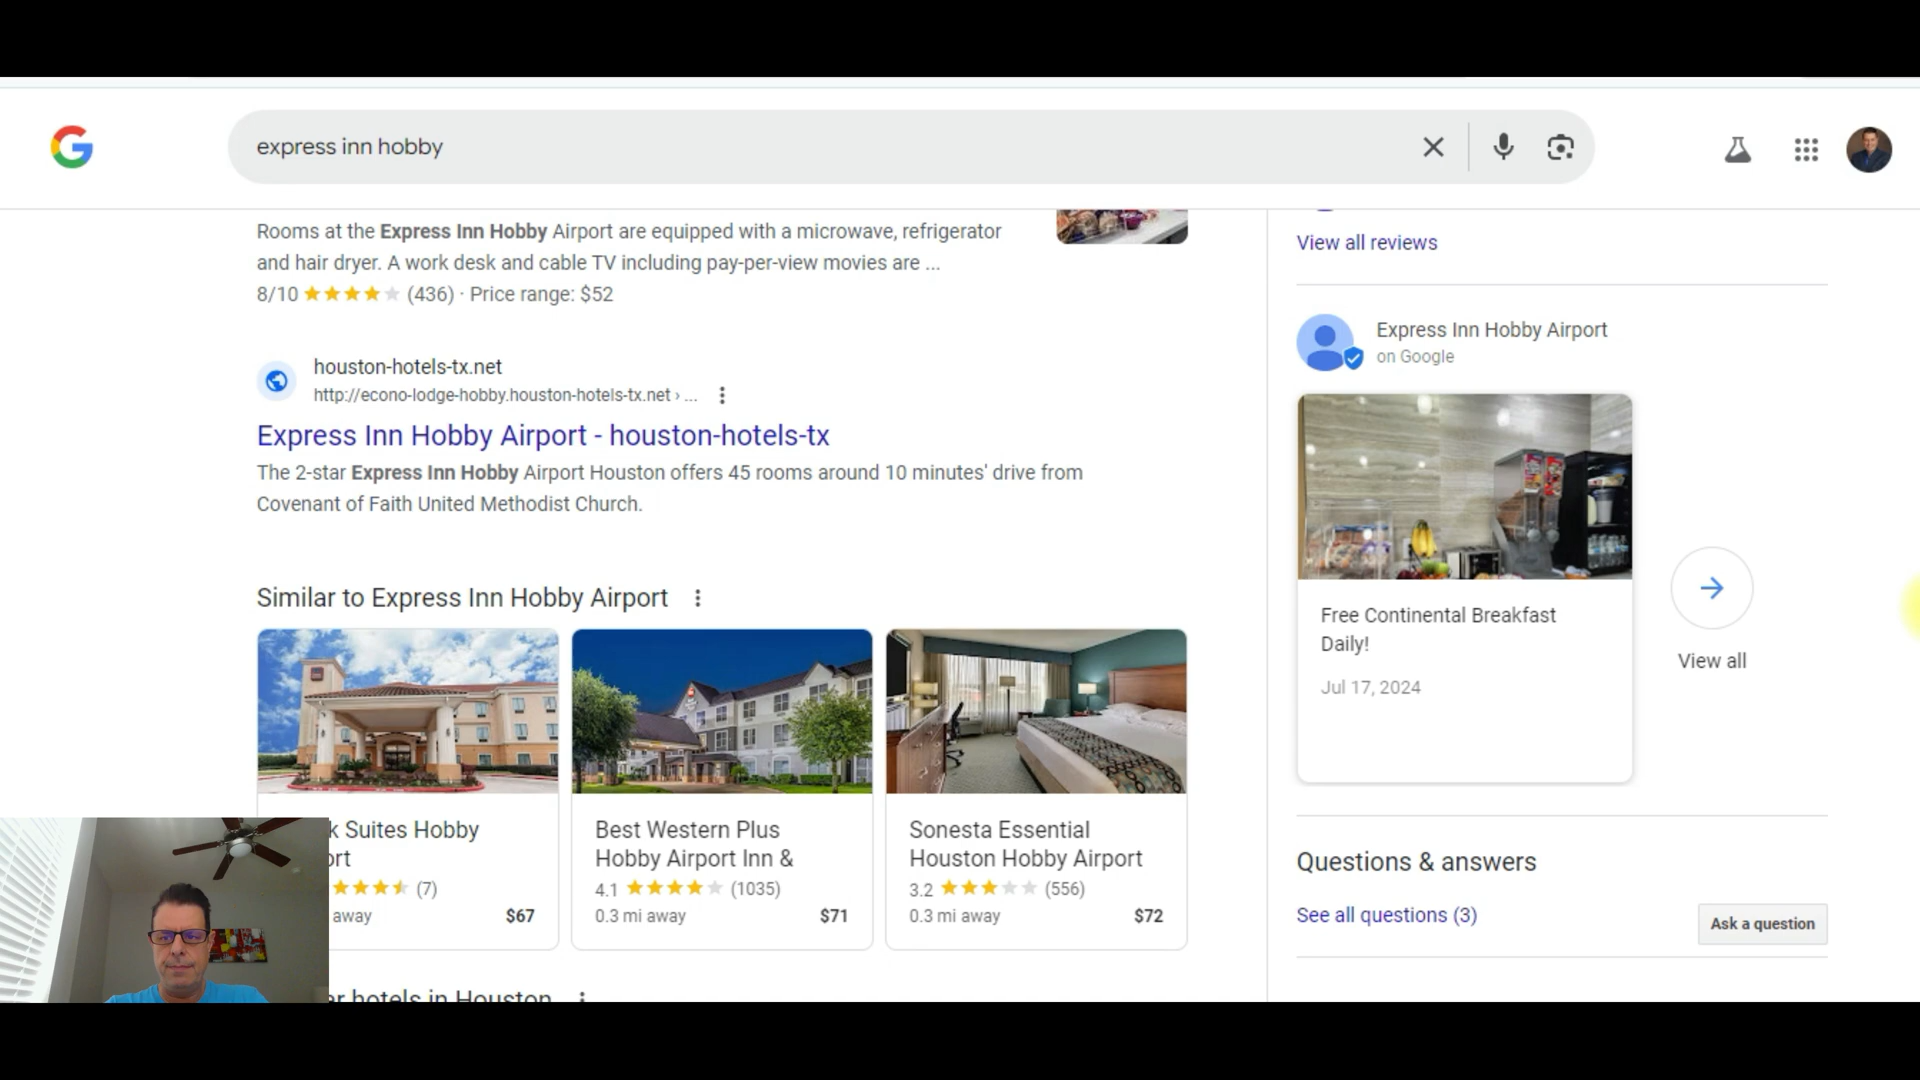 express inn hobby
Rooms at the Express Inn Hobby Airport are equipped with a microwave, refrigerator
and hair dryer. A work desk and cable TV including pay-per-view movies are ...
8/10 (436) · Price range: $52
houston-hotels-tx.net
http://econo-lodge-hobby.houston-hotels-tx.net › ...
Express Inn Hobby Airport - houston-hotels-tx
The 2-star Express Inn Hobby Airport Houston offers 45 rooms around 10 minutes' drive from
Covenant of Faith United Methodist Church.
Similar to Express Inn Hobby Airport
k Suites Hobby
ort
(7)
away
$67
Best Western Plus
Hobby Airport Inn &
4.1 (1035)
0.3 mi away
$71
Sonesta Essential
Houston Hobby Airport
3.2 (556)
0.3 mi away
$72
hotels in Houston
View all reviews
Express Inn Hobby Airport
on Google
Free Continental Breakfast
Daily!
Jul 17, 2024
View all
Questions & answers
See all questions (3)
Ask a question